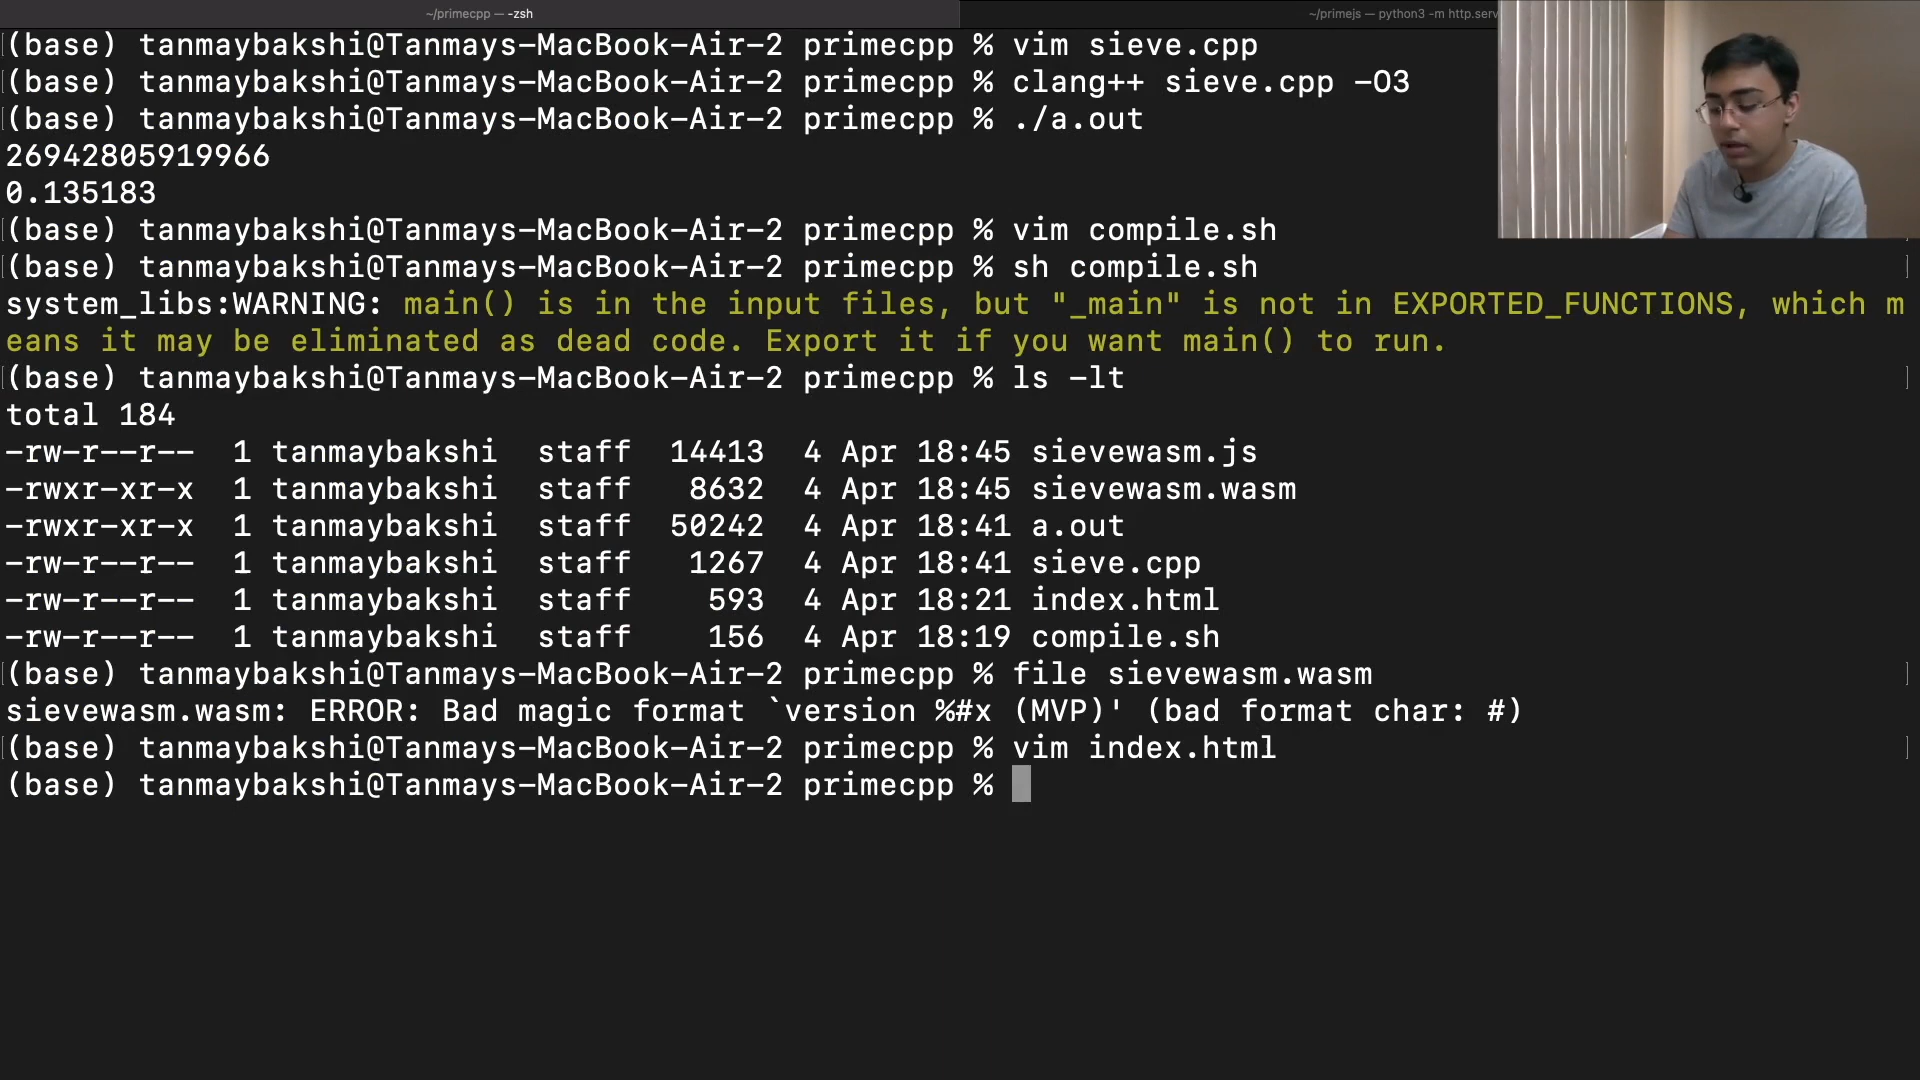 ~/primecpp — -zsh
~/primejs — python3 -m http.serv
(base) tanmaybakshi@Tanmays-MacBook-Air-2 primecpp % vim sieve.cpp
(base) tanmaybakshi@Tanmays-MacBook-Air-2 primecpp % clang++ sieve.cpp -O3
(base) tanmaybakshi@Tanmays-MacBook-Air-2 primecpp % ./a.out
26942805919966
0.135183
(base) tanmaybakshi@Tanmays-MacBook-Air-2 primecpp % vim compile.sh
(base) tanmaybakshi@Tanmays-MacBook-Air-2 primecpp % sh compile.sh
system_libs:WARNING: main() is in the input files, but "_main" is not in EXPORTED_FUNCTIONS, which m
eans it may be eliminated as dead code. Export it if you want main() to run.
(base) tanmaybakshi@Tanmays-MacBook-Air-2 primecpp % ls -lt
total 184
-rw-r--r--  1 tanmaybakshi  staff  14413  4 Apr 18:45 sievewasm.js
-rwxr-xr-x  1 tanmaybakshi  staff   8632  4 Apr 18:45 sievewasm.wasm
-rwxr-xr-x  1 tanmaybakshi  staff  50242  4 Apr 18:41 a.out
-rw-r--r--  1 tanmaybakshi  staff   1267  4 Apr 18:41 sieve.cpp
-rw-r--r--  1 tanmaybakshi  staff    593  4 Apr 18:21 index.html
-rw-r--r--  1 tanmaybakshi  staff    156  4 Apr 18:19 compile.sh
(base) tanmaybakshi@Tanmays-MacBook-Air-2 primecpp % file sievewasm.wasm
sievewasm.wasm: ERROR: Bad magic format `version %#x (MVP)' (bad format char: #)
(base) tanmaybakshi@Tanmays-MacBook-Air-2 primecpp % vim index.html
(base) tanmaybakshi@Tanmays-MacBook-Air-2 primecpp %